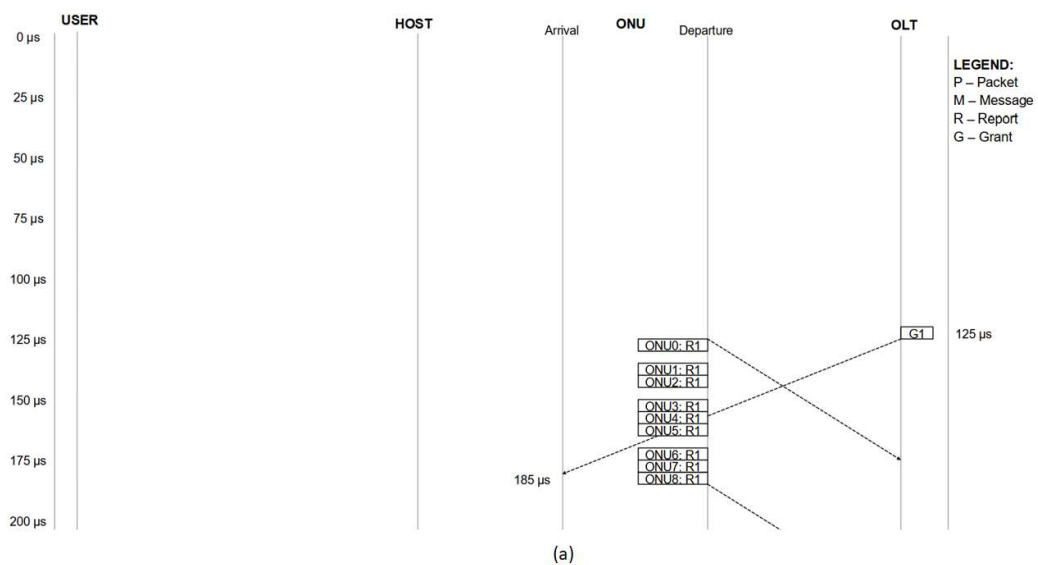 USER
HOST
Arrival
ONU
Departure
OLT
0 µs
LEGEND:
P – Packet
M – Message
R – Report
G – Grant
25 µs
50 µs
75 µs
100 µs
125 µs
G1
125 µs
ONU0: R1
ONU1: R1
ONU2: R1
150 µs
ONU3: R1
ONU4: R1
ONU5: R1
175 µs
ONU6: R1
ONU7: R1
185 µs
ONU8: R1
200 µs
(a)